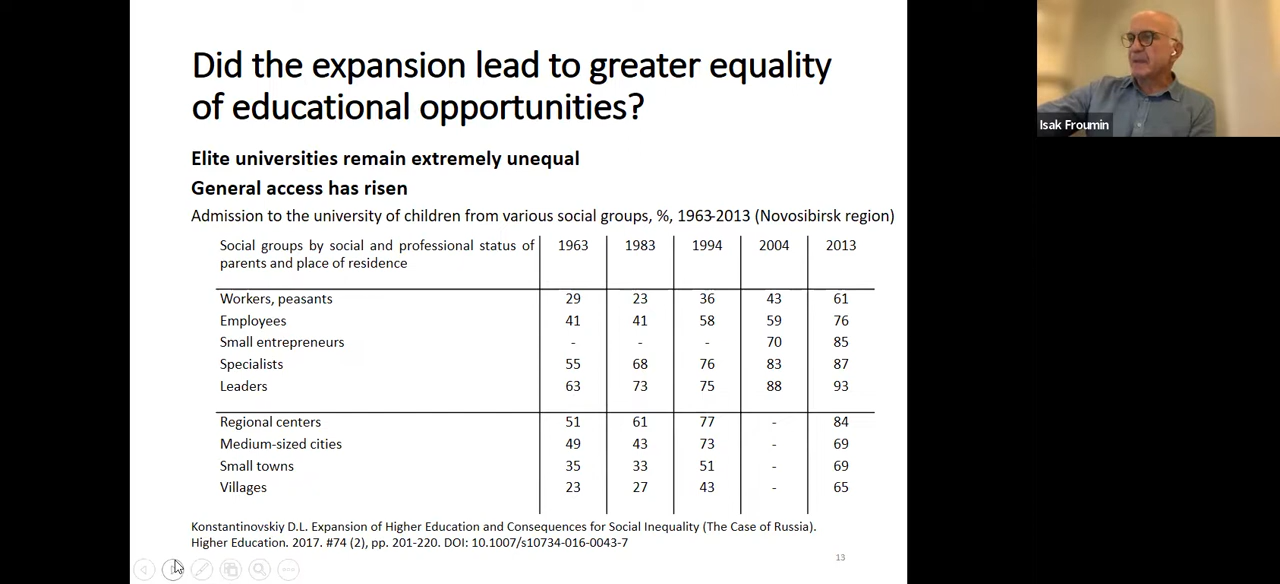 Did the expansion lead to greater equality
of educational opportunities?
Isak Froumin
Elite universities remain extremely unequal
General access has risen
Admission to the university of children from various social groups, %, 1963-2013 (Novosibirsk region)
Social groups by social and professional status of parents and place of residence 1963 1983 1994 2004 2013
Workers, peasants 29 23 36 43 61
Employees 41 41 58 59 76
Small entrepreneurs - - - 70 85
Specialists 55 68 76 83 87
Leaders 63 73 75 88 93
Regional centers 51 61 77 - 84
Medium-sized cities 49 43 73 - 69
Small towns 35 33 51 - 69
Villages 23 27 43 - 65
Konstantinovskiy D.L. Expansion of Higher Education and Consequences for Social Inequality (The Case of Russia).
Higher Education. 2017. #74 (2), pp. 201-220. DOI: 10.1007/s10734-016-0043-7
13